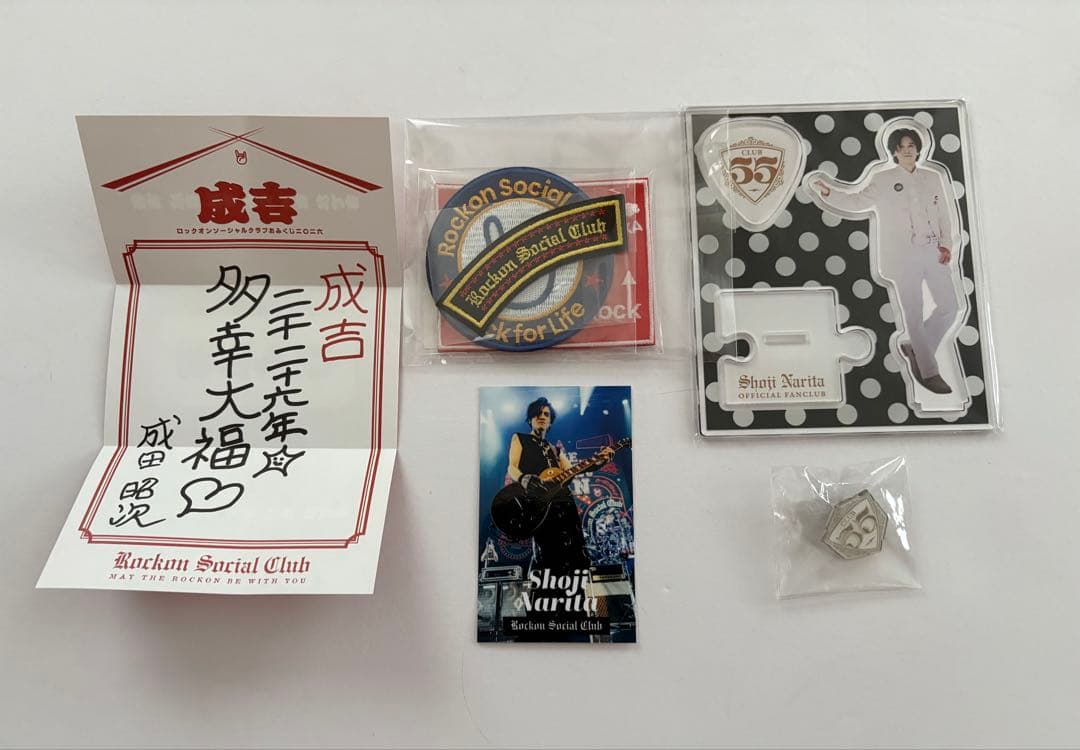 成吉
ロックオンソーシャルクラブおみくじ二〇二六
成吉
二千二十六年
多幸大福
成田 昭次
Rockon Social Club
MAY THE ROCKON BE WITH YOU
Rockon Social
Rockon Social Club
ck for Life
OCK
Shoji
Narita
Rockon Social Club
CLUB
55
Shoji Narita
OFFICIAL FANCLUB
CLUB
55